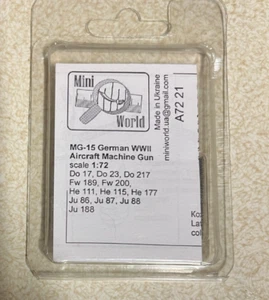 Mini
World
Made in Ukraine
miniworld.ua@gmail.com
A72 21
MG-15 German WWII
Aircraft Machine Gun
scale 1:72
Do 17, Do 23, Do 217
Fw 189, Fw 200,
He 111, He 115, He 177
Ju 86, Ju 87, Ju 88
Ju 188